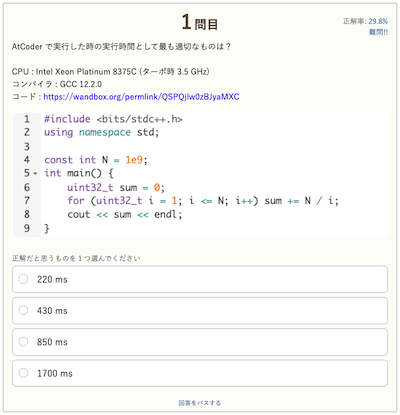 1問目
正解率: 29.8%
難問!!
AtCoder で実行した時の実行時間として最も適切なものは？
CPU : Intel Xeon Platinum 8375C (ターボ時 3.5 GHz)
コンパイラ : GCC 12.2.0
コード : https://wandbox.org/permlink/QSPQjlw0zBJyaMXC
1 #include <bits/stdc++.h>
2 using namespace std;
3
4 const int N = 1e9;
5 int main() {
6 uint32_t sum = 0;
7 for (uint32_t i = 1; i <= N; i++) sum += N / i;
8 cout << sum << endl;
9 }
正解だと思うものを1つ選んでください
220 ms
430 ms
850 ms
1700 ms
回答をパスする